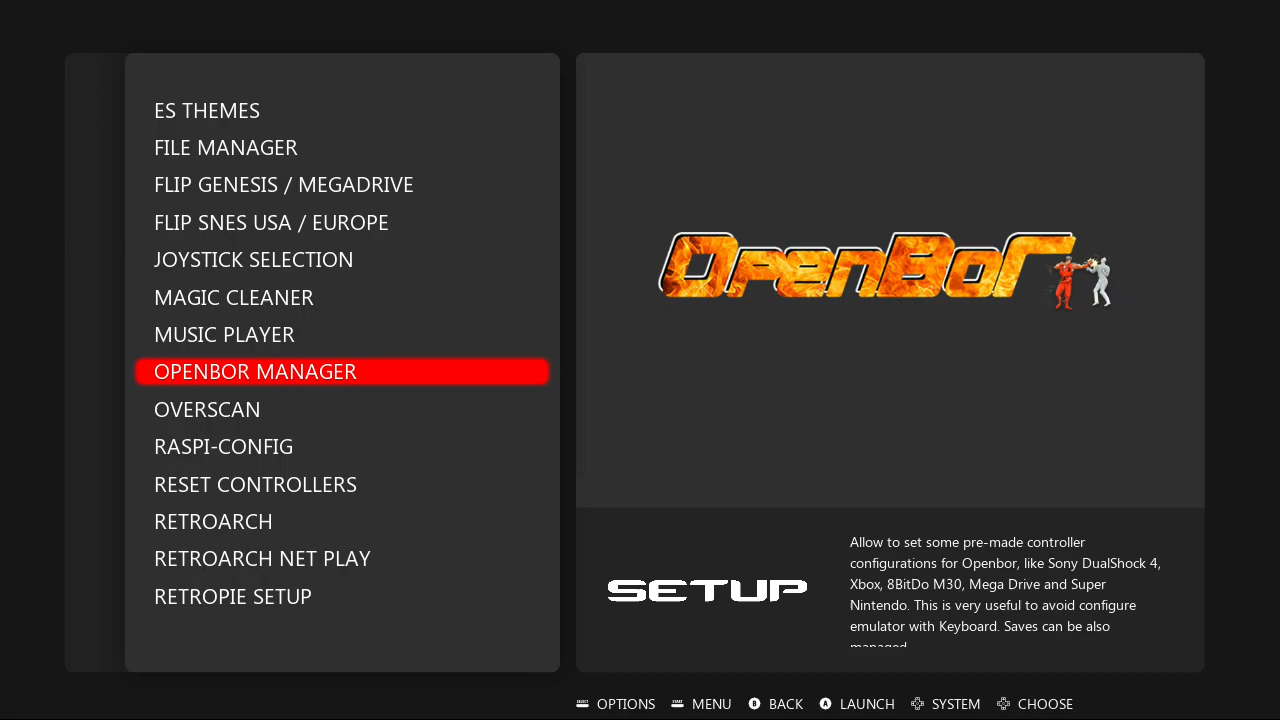 ES THEMES
FILE MANAGER
FLIP GENESIS / MEGADRIVE
FLIP SNES USA / EUROPE
JOYSTICK SELECTION
MAGIC CLEANER
MUSIC PLAYER
OPENBOR MANAGER
OVERSCAN
RASPI-CONFIG
RESET CONTROLLERS
RETROARCH
RETROARCH NET PLAY
RETROPIE SETUP
OpenBoR
SETUP
Allow to set some pre-made controller
configurations for Openbor, like Sony DualShock 4,
Xbox, 8BitDo M30, Mega Drive and Super
Nintendo. This is very useful to avoid configure
emulator with Keyboard. Saves can be also
managed
SELECT OPTIONS START MENU B BACK A LAUNCH SYSTEM CHOOSE